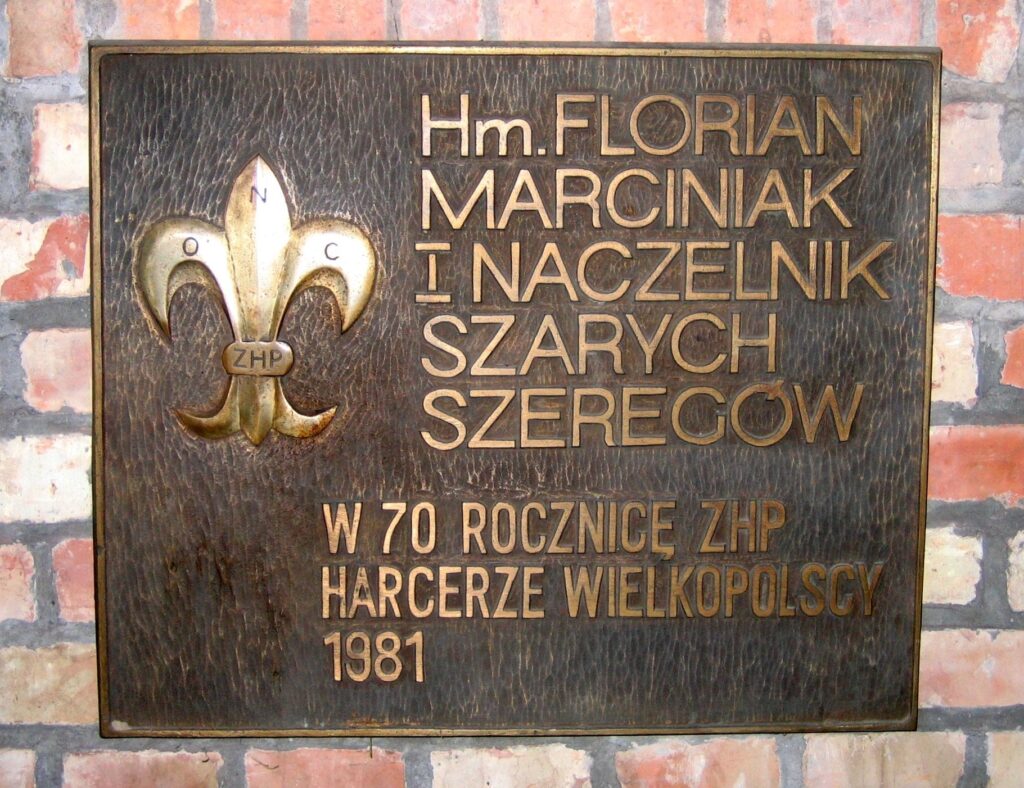 Hm. FLORIAN
MARCINIAK
I NACZELNIK
SZARYCH
SZEREGÓW
O N C
ZHP
W 70 ROCZNICĘ ZHP
HARCERZE WIELKOPOLSCY
1981